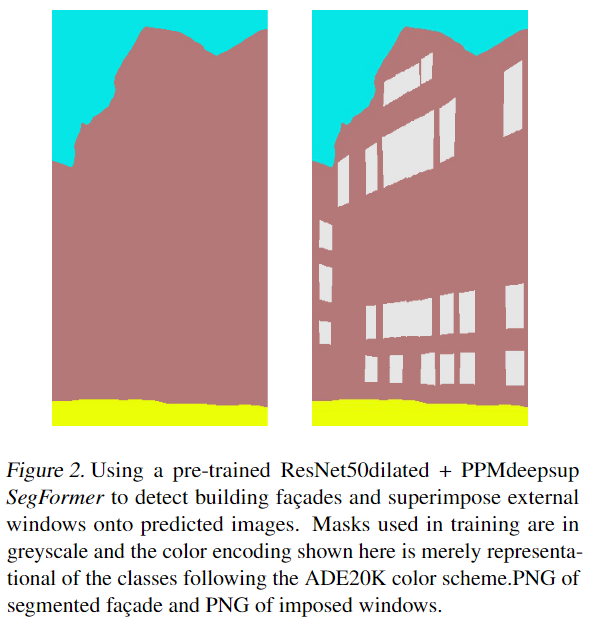 Figure 2. Using a pre-trained ResNet50dilated + PPMdeepsup
SegFormer to detect building façades and superimpose external
windows onto predicted images. Masks used in training are in
greyscale and the color encoding shown here is merely representa-
tional of the classes following the ADE20K color scheme.PNG of
segmented façade and PNG of imposed windows.